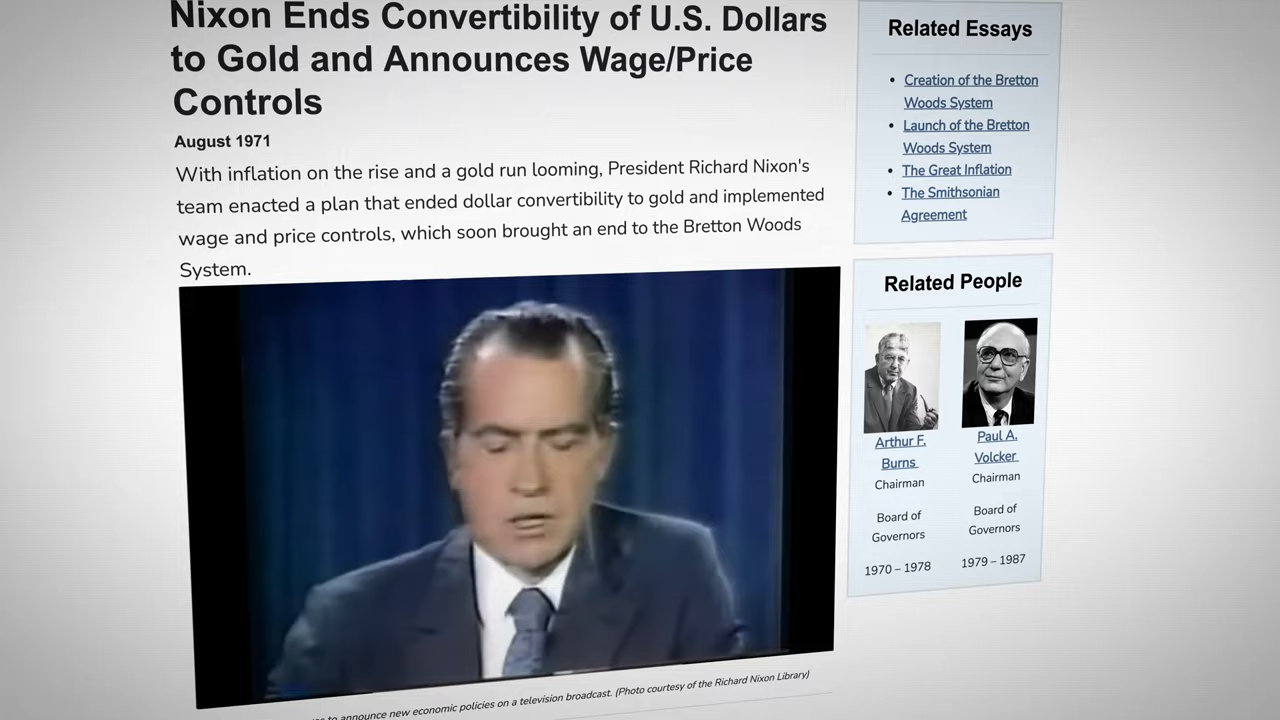 Nixon Ends Convertibility of U.S. Dollars
to Gold and Announces Wage/Price
Controls
August 1971
With inflation on the rise and a gold run looming, President Richard Nixon's
team enacted a plan that ended dollar convertibility to gold and implemented
wage and price controls, which soon brought an end to the Bretton Woods
System.
to announce new economic policies on a television broadcast. (Photo courtesy of the Richard Nixon Library)
Related Essays
• Creation of the Bretton
Woods System
• Launch of the Bretton
Woods System
• The Great Inflation
• The Smithsonian
Agreement
Related People
Arthur F.
Burns
Chairman
Board of
Governors
1970 – 1978
Paul A.
Volcker
Chairman
Board of
Governors
1979 – 1987